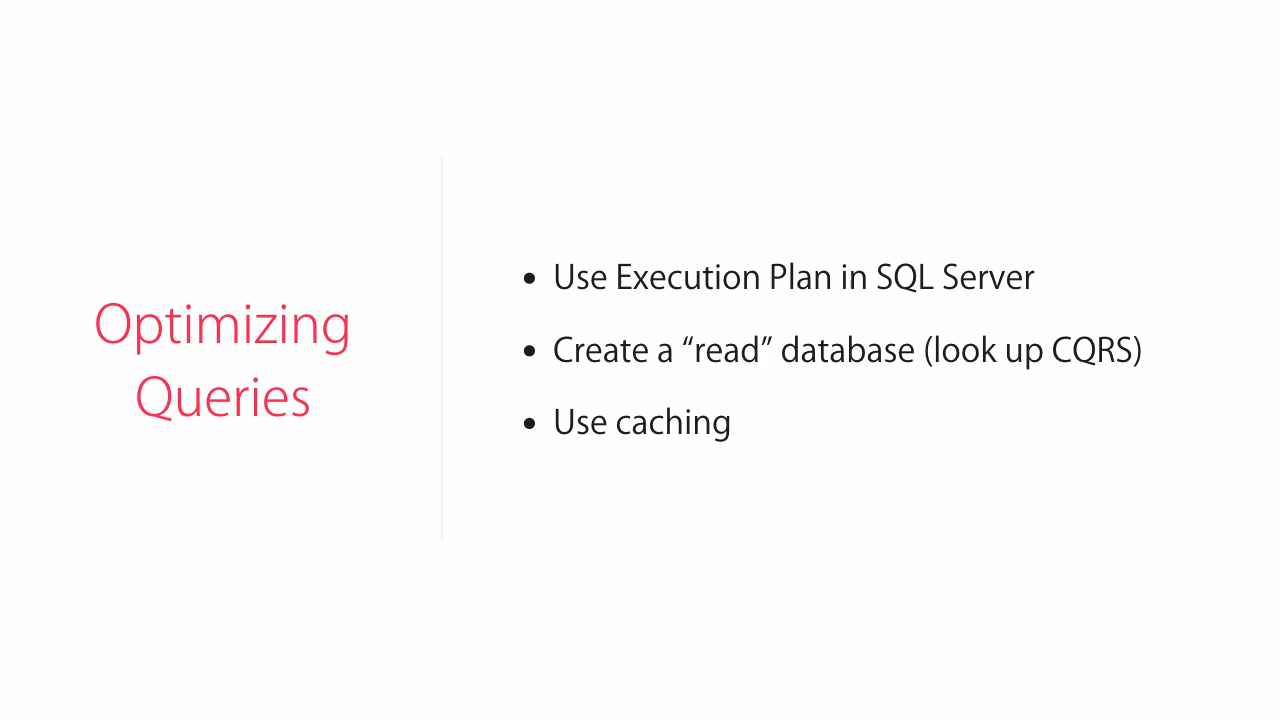 Optimizing
Queries
• Use Execution Plan in SQL Server
• Create a “read” database (look up CQRS)
• Use caching